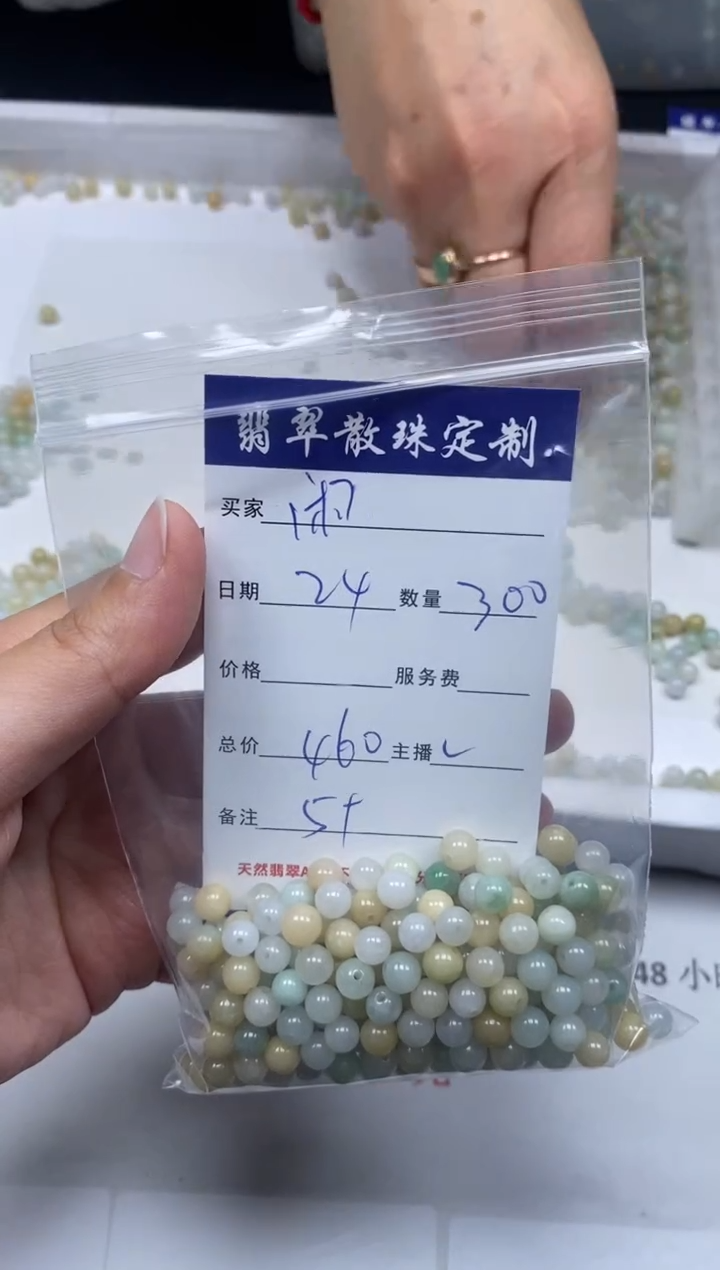 翡翠散珠定制
买家 闲
日期 24 数量 300
价格 服务费
总价 460 主播
备注 5+
天然翡翠A
48 小